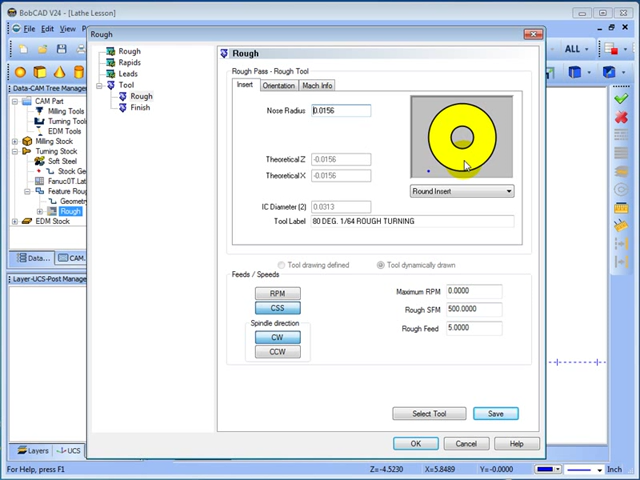 BobCAD V24 - [Lathe Lesson]
File Edit View
ALL
Data-CAM Tree Manager
CAM Part
Milling Tools
Turning Tools
EDM Tools
Milling Stock
Turning Stock
Soft Steel
Stock Geo
Fanuc0T.L
Feature Rough
Geometry
Rough
EDM Stock
Data...
CAM
Layer-UCS-Post Manager
Layers
UCS
Rough
Rough
Rapids
Leads
Tool
Rough
Finish
Rough
Rough Pass - Rough Tool
Insert Orientation Mach Info
Nose Radius 0.0156
Theoretical Z -0.0156
Theoretical X -0.0156
Round Insert
IC Diameter (2) 0.0313
Tool Label 80 DEG. 1/64 ROUGH TURNING
Tool drawing defined Tool dynamically drawn
Feeds / Speeds
RPM
CSS
Spindle direction
CW
CCW
Maximum RPM 0.0000
Rough SFM 500.0000
Rough Feed 5.0000
Select Tool Save
OK Cancel Help
For Help, press F1
Z=-4.5230 X=5.8489 Y=-0.0000 Inch